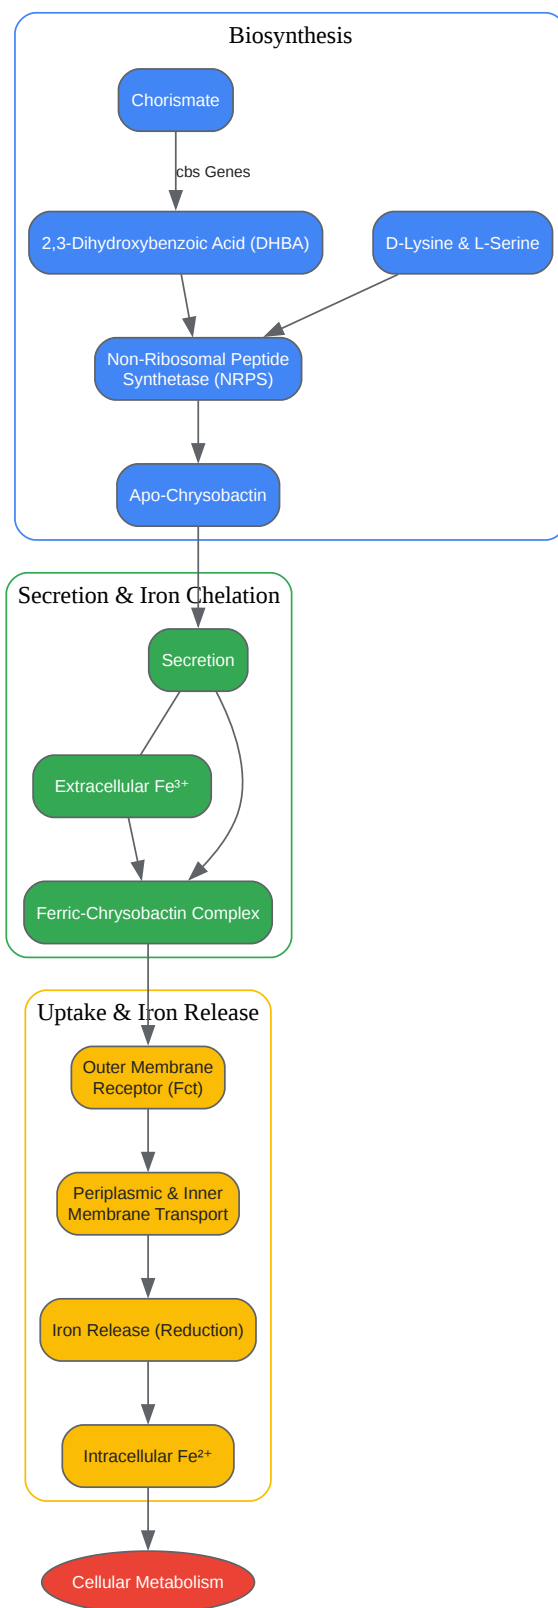 Biosynthesis
Chorismate
cbs Genes
2,3-Dihydroxybenzoic Acid (DHBA)
D-Lysine & L-Serine
Non-Ribosomal Peptide
Synthetase (NRPS)
Apo-Chrysobactin
Secretion & Iron Chelation
Secretion
Extracellular Fe³⁺
Ferric-Chrysobactin Complex
Uptake & Iron Release
Outer Membrane
Receptor (Fct)
Periplasmic & Inner
Membrane Transport
Iron Release (Reduction)
Intracellular Fe²⁺
Cellular Metabolism